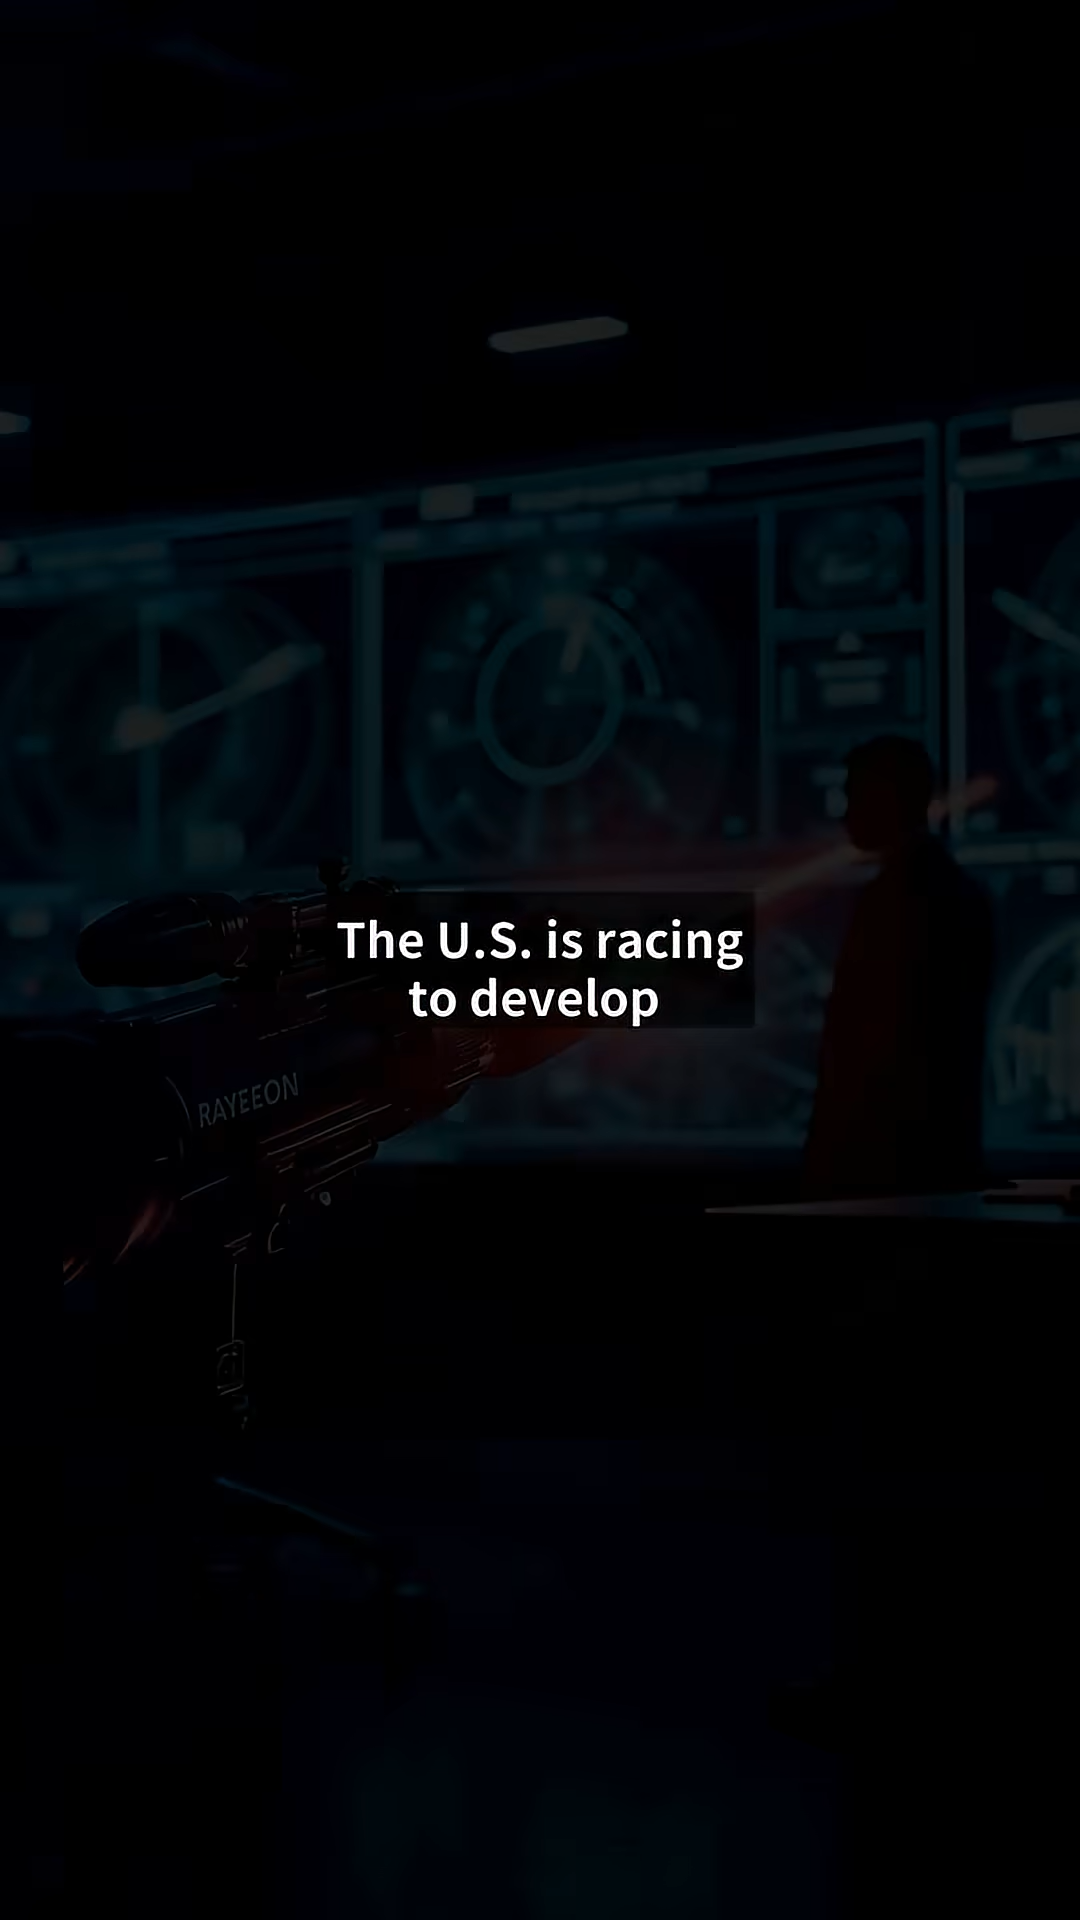 The U.S. is racing
to develop
RAYEEON